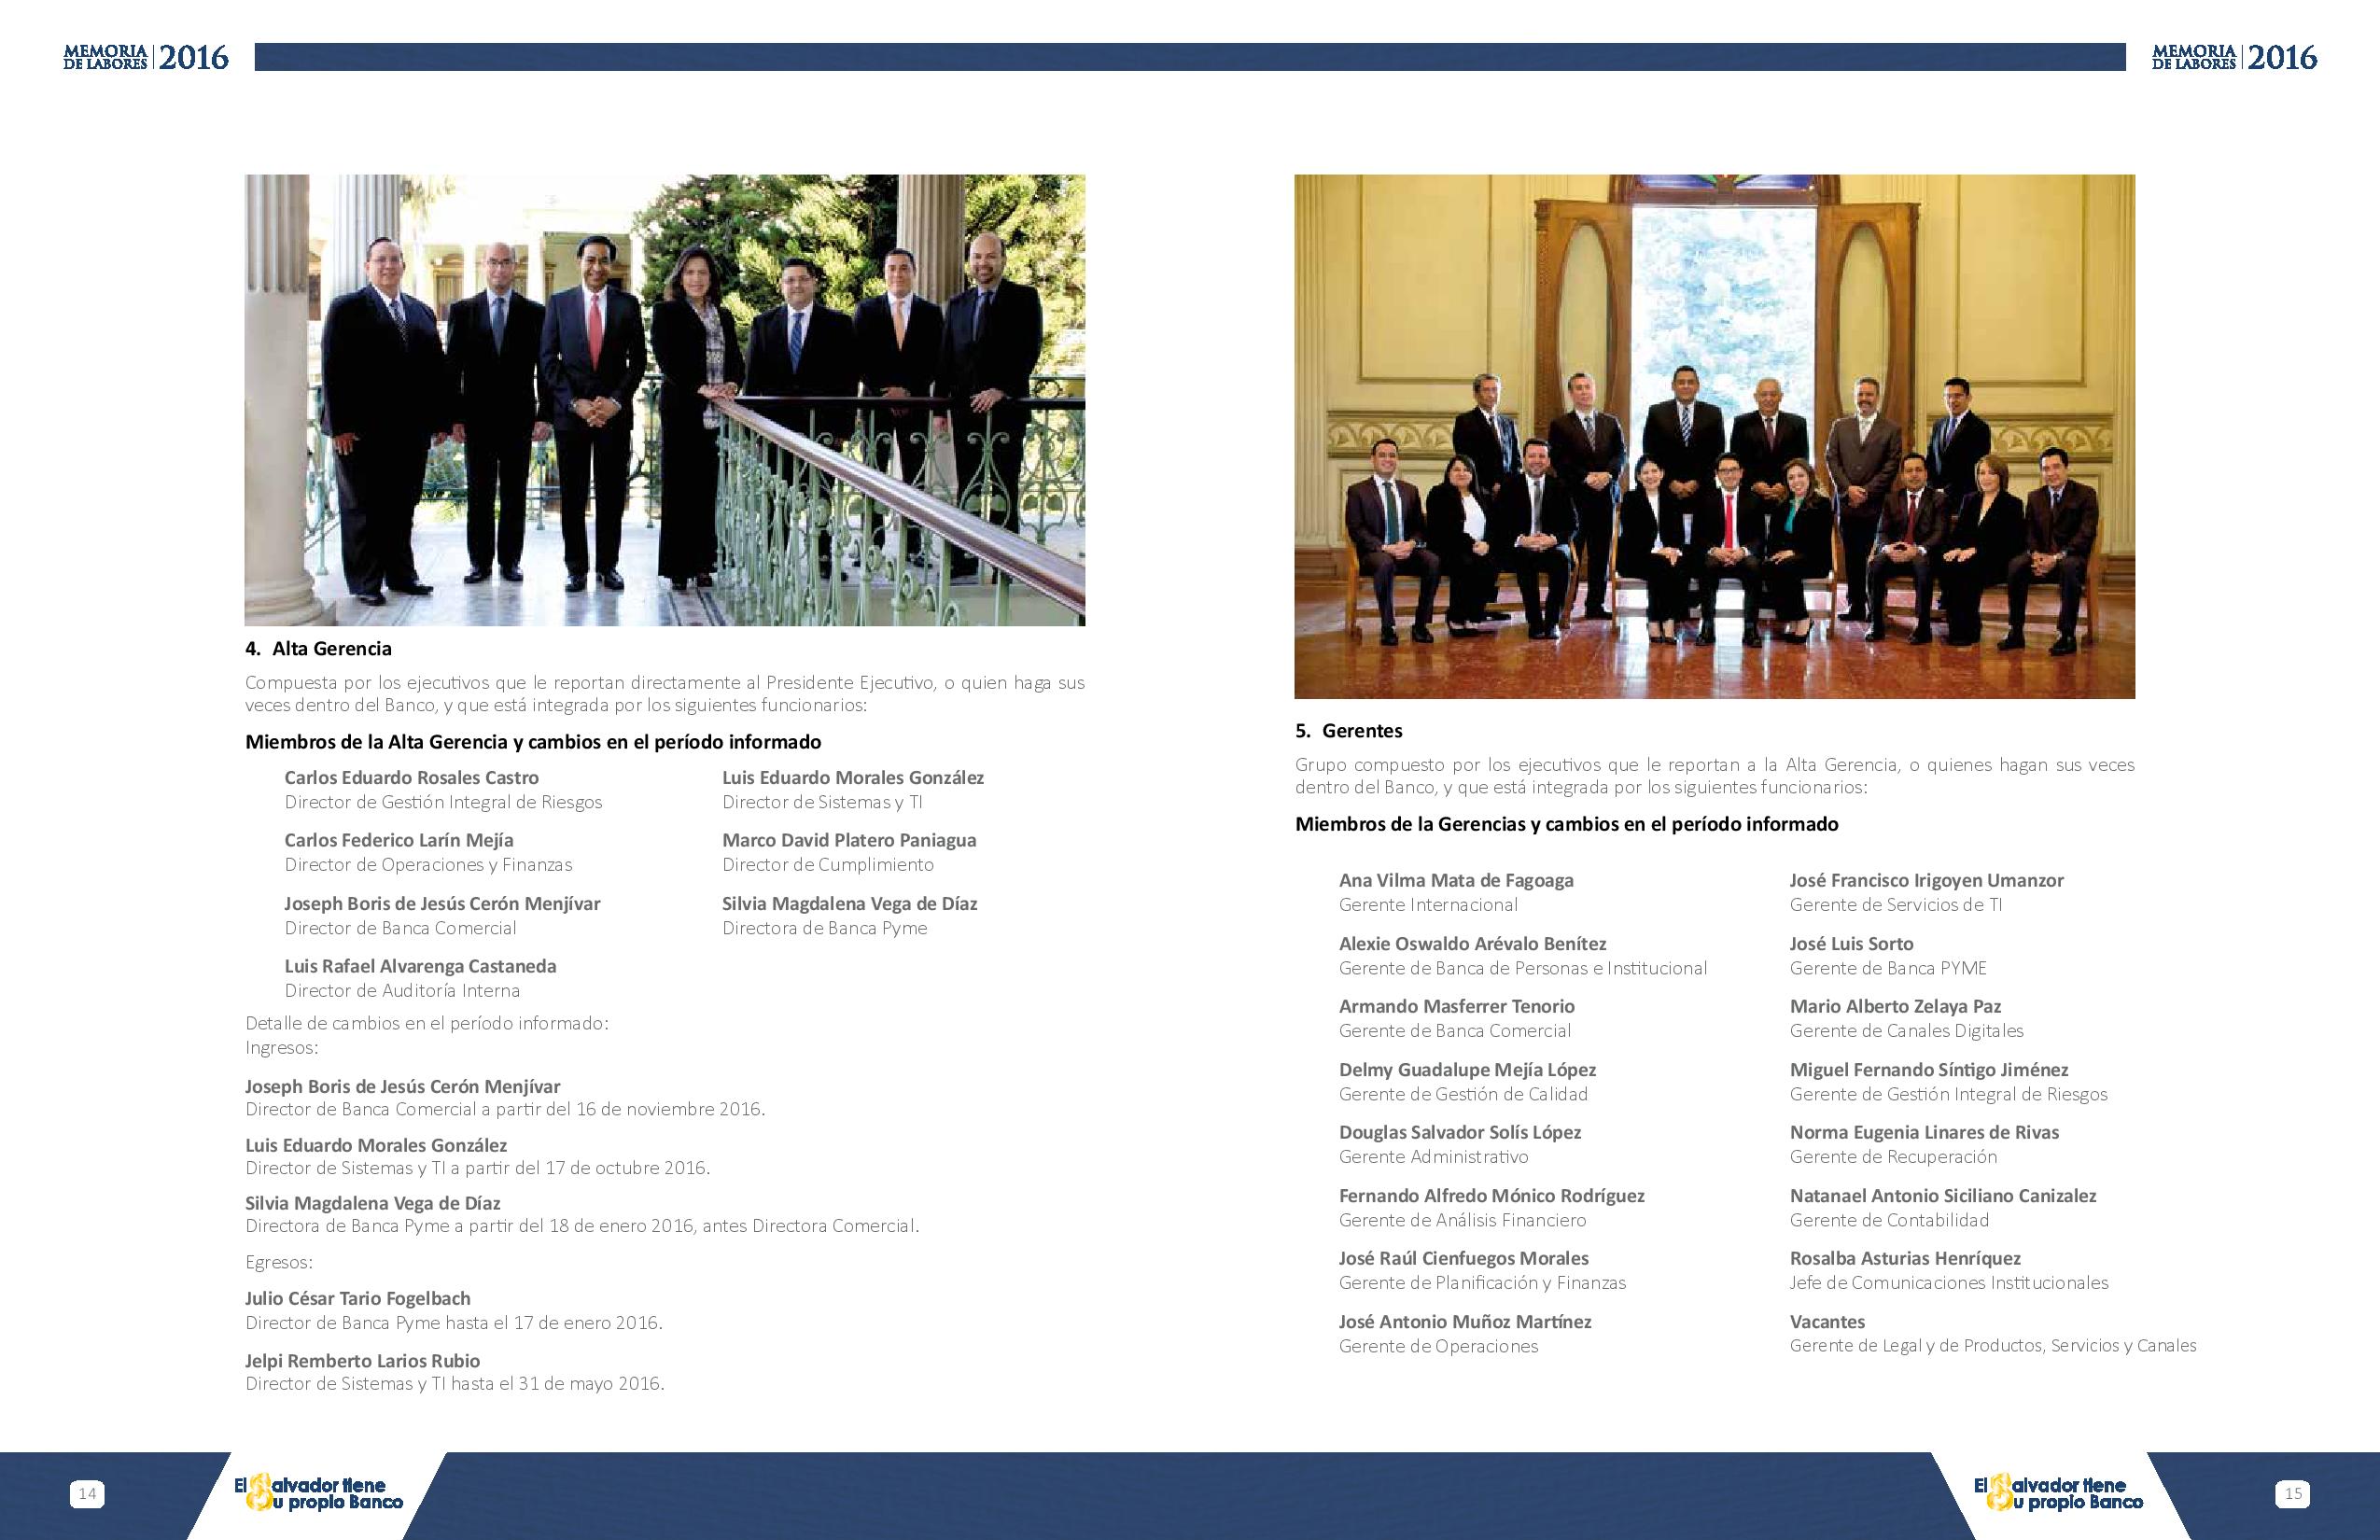 MEMORIA
DE LABORES 2016
4. Alta Gerencia
Compuesta por los ejecutivos que le reportan directamente al Presidente Ejecutivo, o quien haga sus
veces dentro del Banco, y que está integrada por los siguientes funcionarios:
Miembros de la Alta Gerencia y cambios en el período informado
Carlos Eduardo Rosales Castro
Director de Gestión Integral de Riesgos
Carlos Federico Larín Mejía
Director de Operaciones y Finanzas
Joseph Boris de Jesús Cerón Menjívar
Director de Banca Comercial
Luis Rafael Alvarenga Castaneda
Director de Auditoría Interna
Luis Eduardo Morales González
Director de Sistemas y TI
Marco David Platero Paniagua
Director de Cumplimiento
Silvia Magdalena Vega de Díaz
Directora de Banca Pyme
Detalle de cambios en el período informado:
Ingresos:
Joseph Boris de Jesús Cerón Menjívar
Director de Banca Comercial a partir del 16 de noviembre 2016.
Luis Eduardo Morales González
Director de Sistemas y TI a partir del 17 de octubre 2016.
Silvia Magdalena Vega de Díaz
Directora de Banca Pyme a partir del 18 de enero 2016, antes Directora Comercial.
Egresos:
Julio César Tario Fogelbach
Director de Banca Pyme hasta el 17 de enero 2016.
Jelpi Remberto Larios Rubio
Director de Sistemas y TI hasta el 31 de mayo 2016.
14
El Salvador tiene
Su propio Banco
MEMORIA
DE LABORES 2016
5. Gerentes
Grupo compuesto por los ejecutivos que le reportan a la Alta Gerencia, o quienes hagan sus veces
dentro del Banco, y que está integrada por los siguientes funcionarios:
Miembros de la Gerencias y cambios en el período informado
Ana Vilma Mata de Fagoaga
Gerente Internacional
Alexie Oswaldo Arévalo Benítez
Gerente de Banca de Personas e Institucional
Armando Masferrer Tenorio
Gerente de Banca Comercial
Delmy Guadalupe Mejía López
Gerente de Gestión de Calidad
Douglas Salvador Solís López
Gerente Administrativo
Fernando Alfredo Mónico Rodríguez
Gerente de Análisis Financiero
José Raúl Cienfuegos Morales
Gerente de Planificación y Finanzas
José Antonio Muñoz Martínez
Gerente de Operaciones
José Francisco Irigoyen Umanzor
Gerente de Servicios de TI
José Luis Sorto
Gerente de Banca PYME
Mario Alberto Zelaya Paz
Gerente de Canales Digitales
Miguel Fernando Síntigo Jiménez
Gerente de Gestión Integral de Riesgos
Norma Eugenia Linares de Rivas
Gerente de Recuperación
Natanael Antonio Siciliano Canizalez
Gerente de Contabilidad
Rosalba Asturias Henríquez
Jefe de Comunicaciones Institucionales
Vacantes
Gerente de Legal y de Productos, Servicios y Canales
El Salvador tiene
Su propio Banco
15